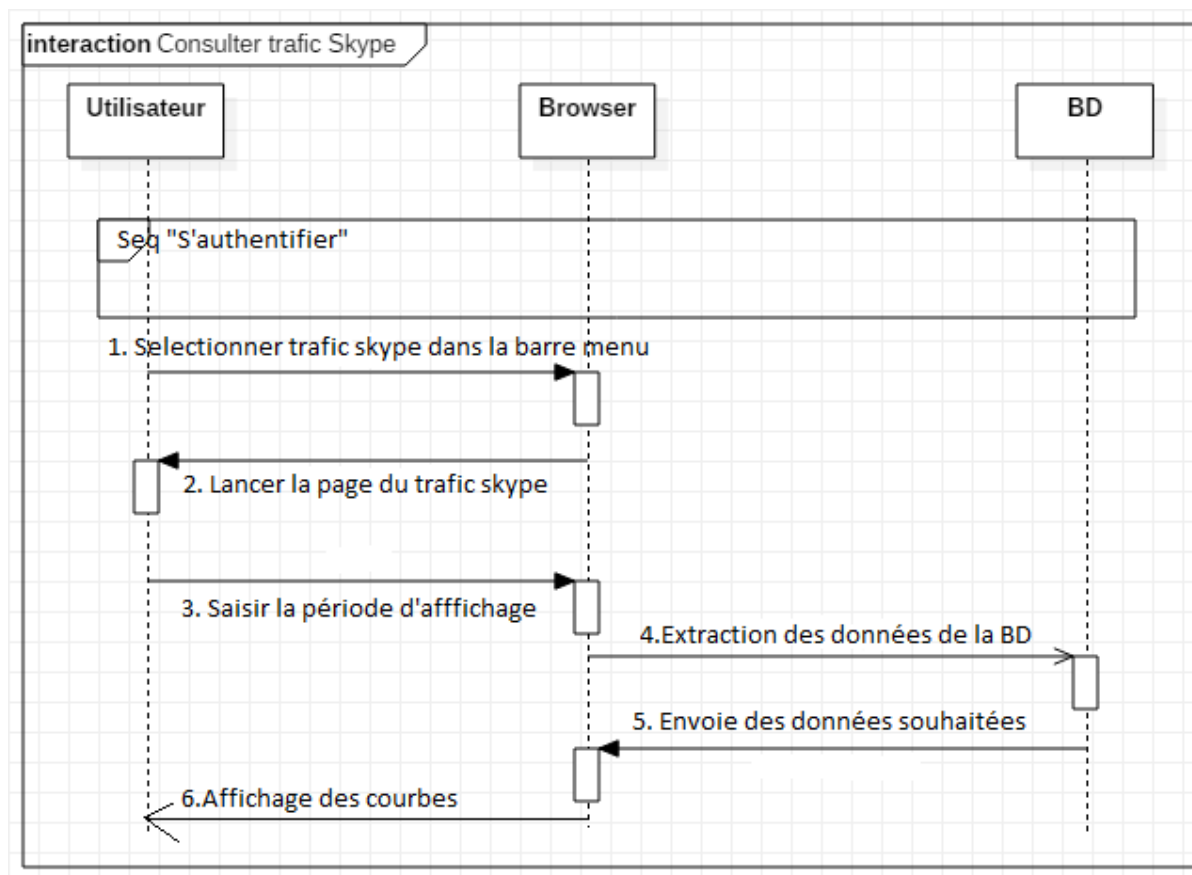 interaction Consulter trafic Skype
Utilisateur
Browser
BD
Seq "S'authentifier"
1. Selectionner trafic skype dans la barre menu
2. Lancer la page du trafic skype
3. Saisir la période d'afffichage
4.Extraction des données de la BD
5. Envoie des données souhaitées
6.Affichage des courbes